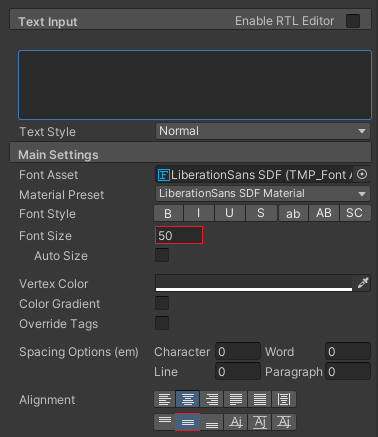 Text Input Enable RTL Editor
Text Style Normal
Main Settings
Font Asset LiberationSans SDF (TMP_Font A
Material Preset LiberationSans SDF Material
Font Style B I U S ab AB SC
Font Size 50
Auto Size
Vertex Color
Color Gradient
Override Tags
Spacing Options (em) Character 0 Word 0
Line 0 Paragraph 0
Alignment